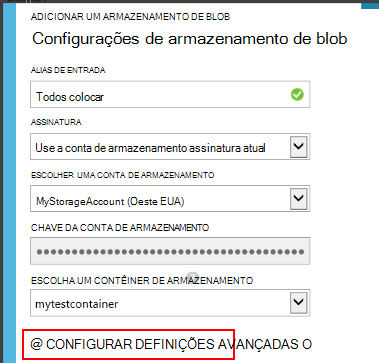 ADICIONAR UM ARMAZENAMENTO DE BLOB
Configurações de armazenamento de blob
ALIAS DE ENTRADA
Todos colocar
ASSINATURA
Use a conta de armazenamento assinatura atual
ESCOLHER UMA CONTA DE ARMAZENAMENTO
MyStorageAccount (Oeste EUA)
CHAVE DA CONTA DE ARMAZENAMENTO
ESCOLHA UM CONTÊINER DE ARMAZENAMENTO
mytestcontainer
@ CONFIGURAR DEFINIÇÕES AVANÇADAS O